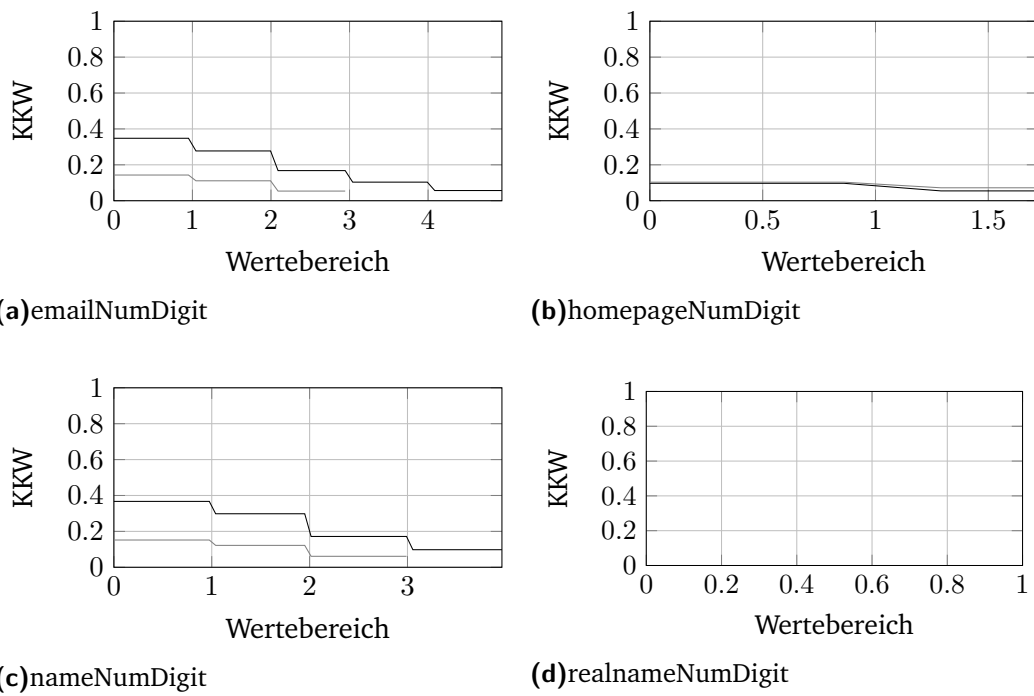 1
0.8
0.6
0.4
0.2
0
KKW
0 1 2 3 4
Wertebereich
(a)emailNumDigit
1
0.8
0.6
0.4
0.2
0
KKW
0 0.5 1 1.5
Wertebereich
(b)homepageNumDigit
1
0.8
0.6
0.4
0.2
0
KKW
0 1 2 3
Wertebereich
(c)nameNumDigit
1
0.8
0.6
0.4
0.2
0
KKW
0 0.2 0.4 0.6 0.8 1
Wertebereich
(d)realnameNumDigit